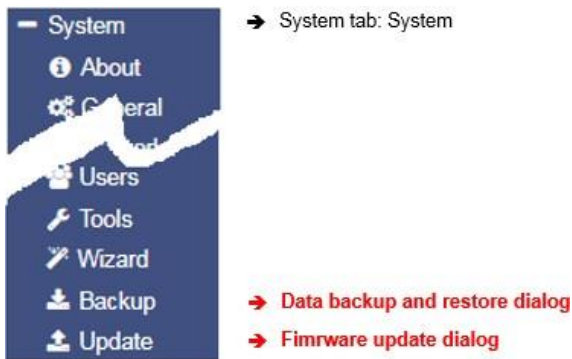 System
➔ System tab: System
About
General
Users
Tools
Wizard
Backup
➔ Data backup and restore dialog
Update
➔ Fimrware update dialog